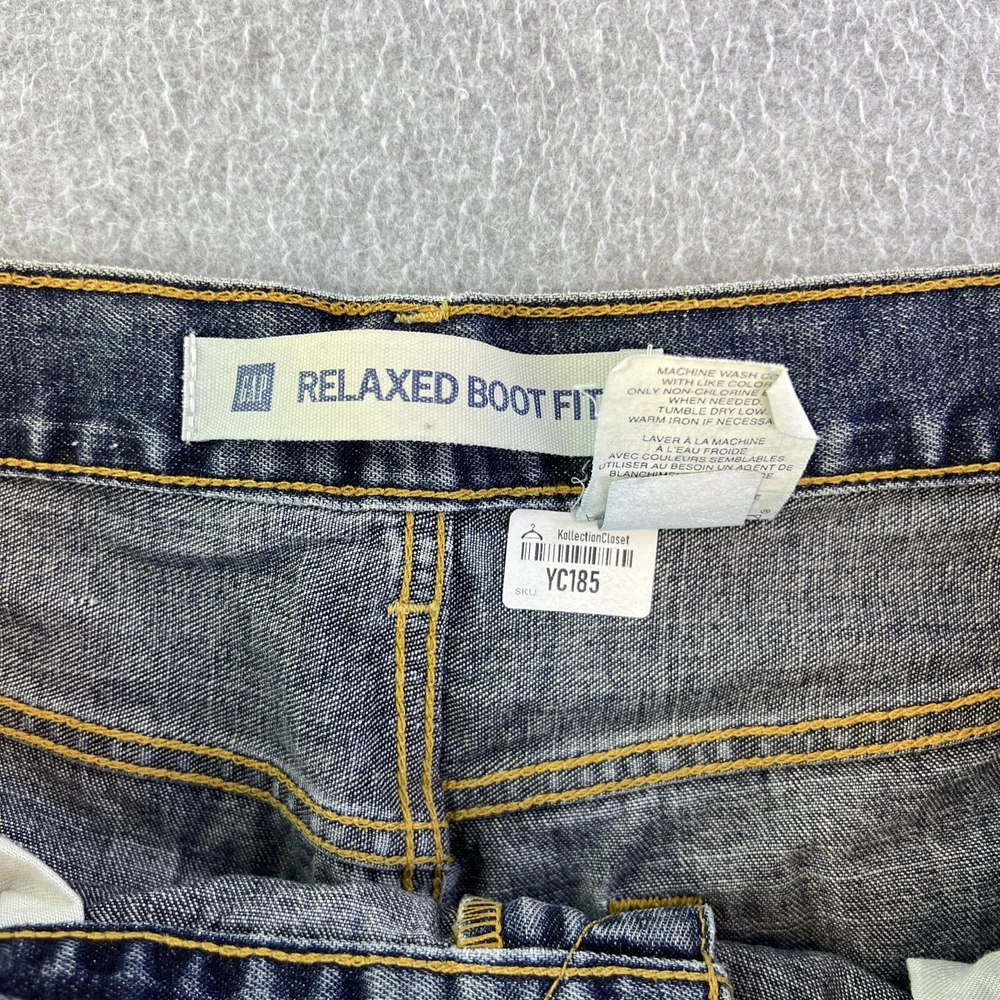 GAP RELAXED BOOT FIT
MACHINE WASH
WITH LIKE COLOR
ONLY NON-CHLORINE
WHEN NEEDED.
TUMBLE DRY LOW.
WARM IRON IF NECESSA
LAVER À LA MACHINE
À L'EAU FROIDE
AVEC COULEURS SEMBLABLES.
UTILISER AU BESOIN UN AGENT DE
KollectionCloset
SKU YC185